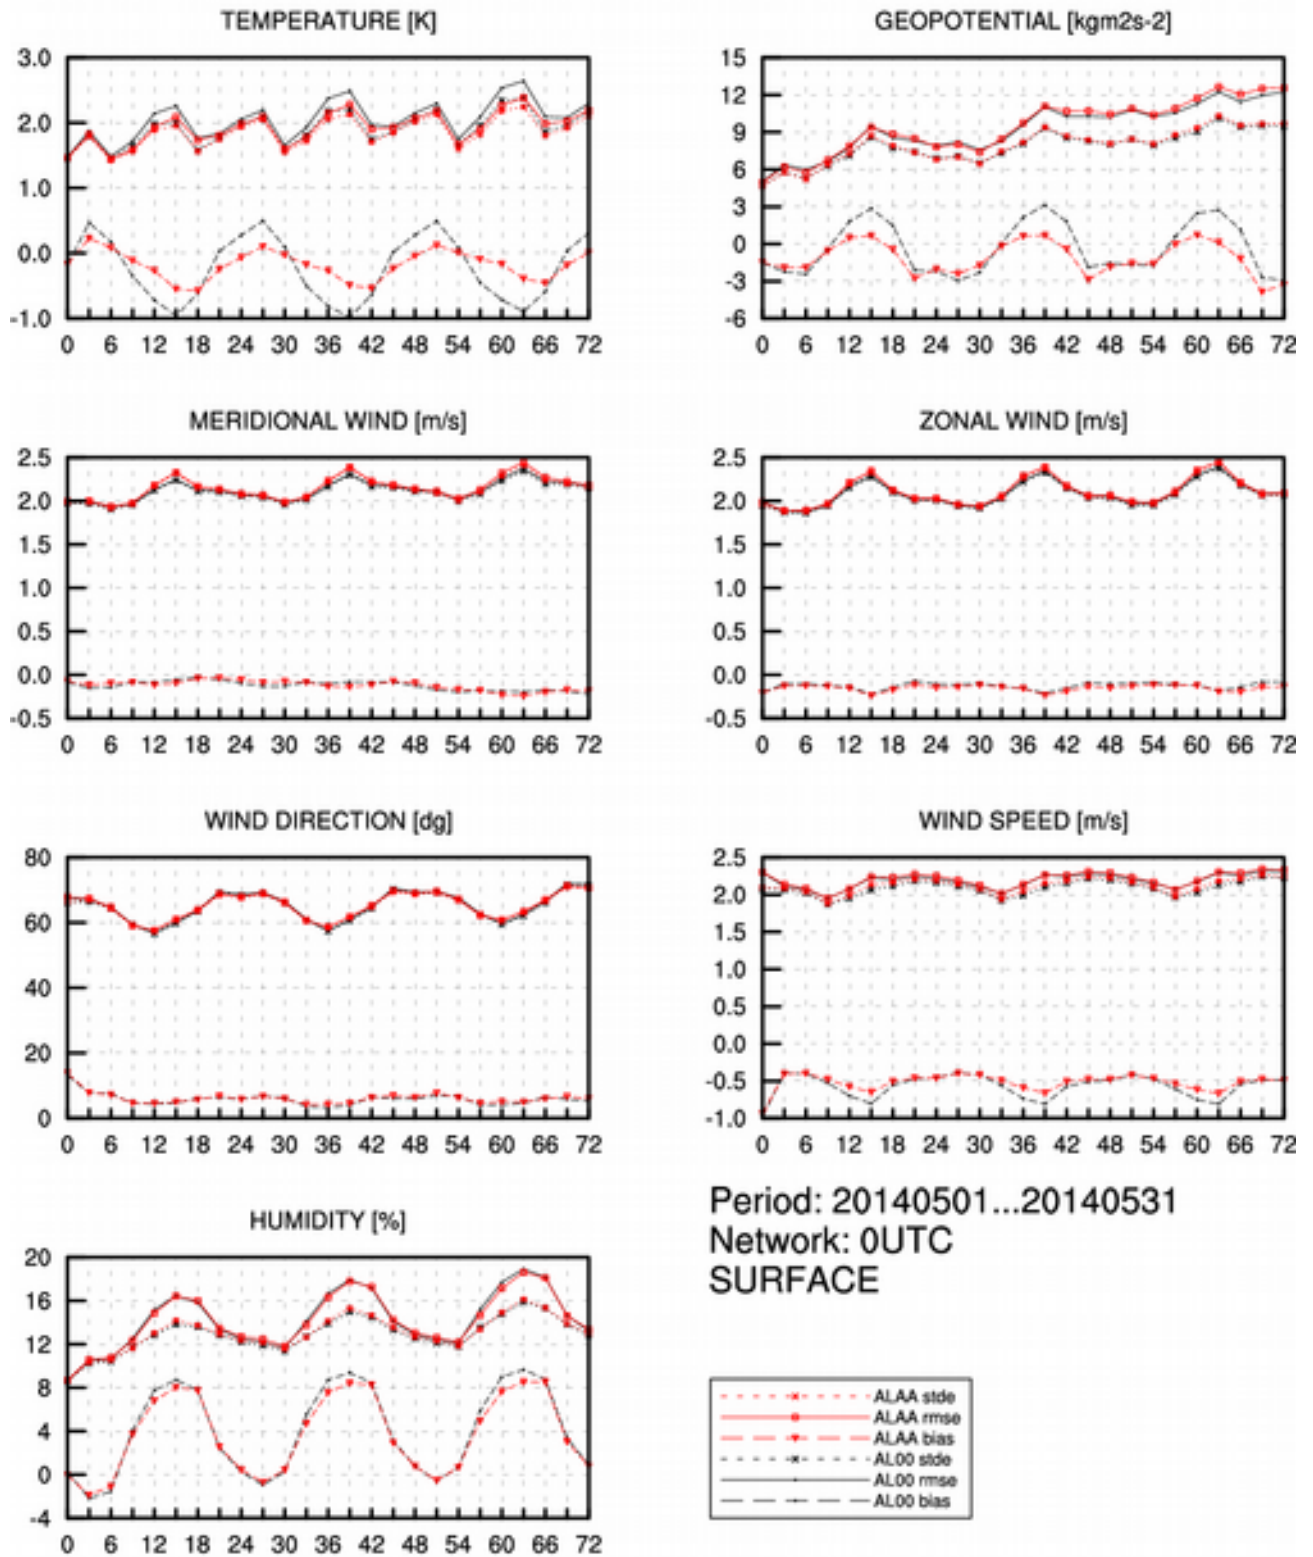 TEMPERATURE [K]
3.0
2.0
1.0
0.0
-1.0
0 6 12 18 24 30 36 42 48 54 60 66 72
GEOPOTENTIAL [kgm2s-2]
15
12
9
6
3
0
-3
-6
0 6 12 18 24 30 36 42 48 54 60 66 72
MERIDIONAL WIND [m/s]
2.5
2.0
1.5
1.0
0.5
0.0
-0.5
0 6 12 18 24 30 36 42 48 54 60 66 72
ZONAL WIND [m/s]
2.5
2.0
1.5
1.0
0.5
0.0
-0.5
0 6 12 18 24 30 36 42 48 54 60 66 72
WIND DIRECTION [dg]
80
60
40
20
0
0 6 12 18 24 30 36 42 48 54 60 66 72
WIND SPEED [m/s]
2.5
2.0
1.5
1.0
0.5
0.0
-0.5
-1.0
0 6 12 18 24 30 36 42 48 54 60 66 72
HUMIDITY [%]
20
16
12
8
4
0
-4
0 6 12 18 24 30 36 42 48 54 60 66 72
Period: 20140501...20140531
Network: 0UTC
SURFACE
ALAA stde
ALAA rmse
ALAA bias
AL00 stde
AL00 rmse
AL00 bias